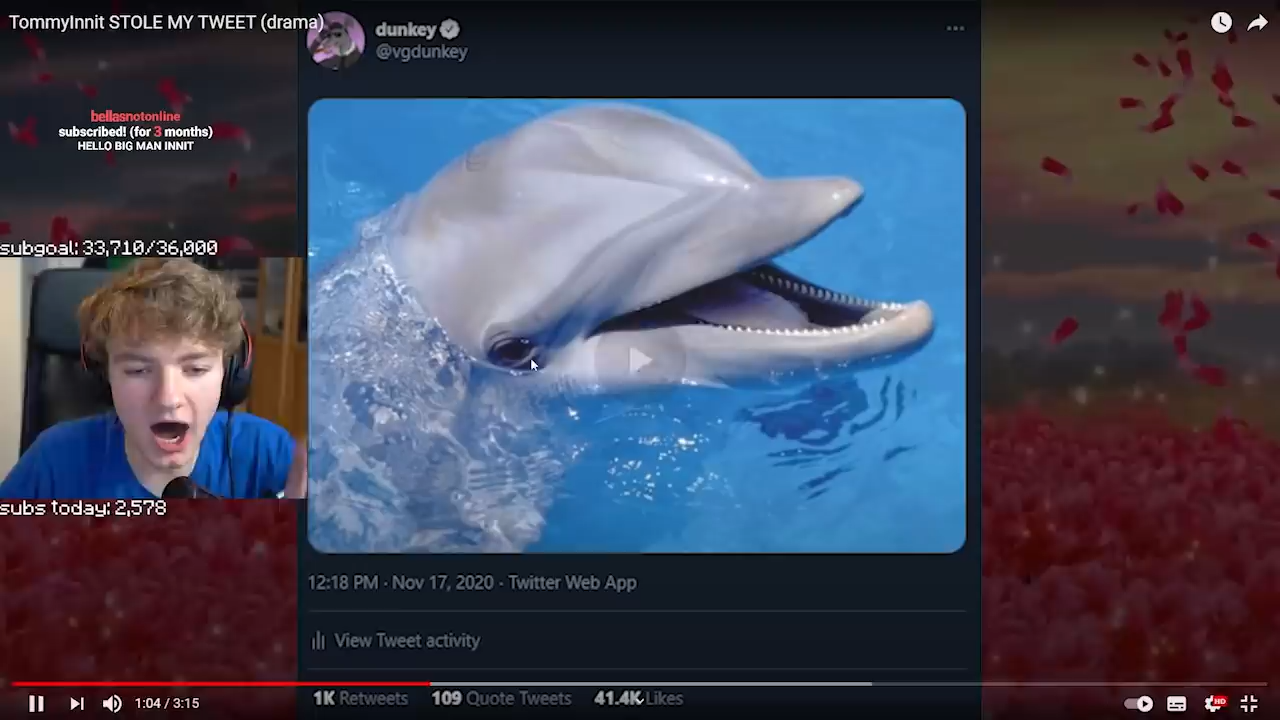 TommyInnit STOLE MY TWEET (drama)
dunkey
@vgdunkey
bellasnotonline
subscribed! (for 3 months)
HELLO BIG MAN INNIT
subgoal: 33,710/36,000
subs today: 2,578
12:18 PM · Nov 17, 2020 · Twitter Web App
View Tweet activity
1K Retweets 109 Quote Tweets 41.4K Likes
1:04 / 3:15
HD